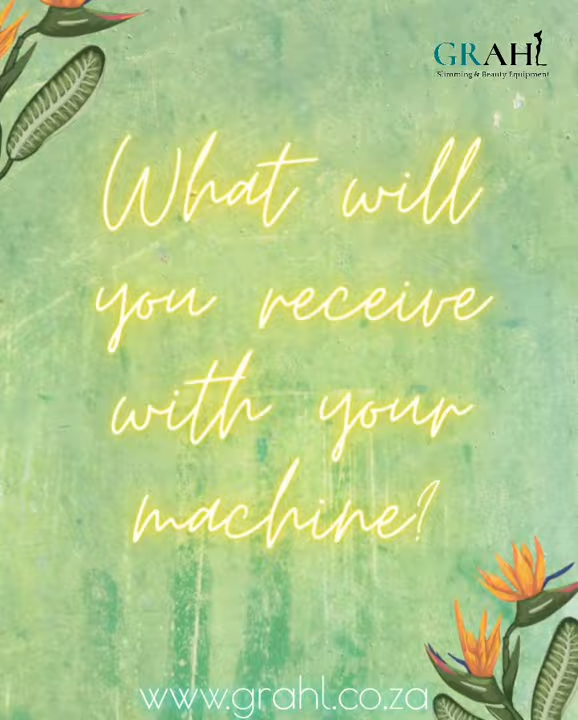 GRAHL
Slimming & Beauty Equipment
What will
you receive
with your
machine?
www.grahl.co.za